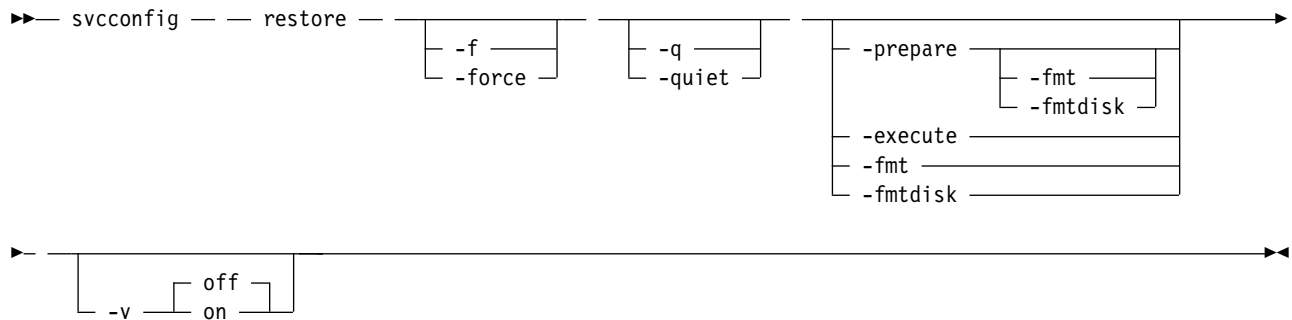 svcconfig restore
-f
-force
-q
-quiet
-prepare
-fmt
-fmtdisk
-execute
-fmt
-fmtdisk
off
-v on